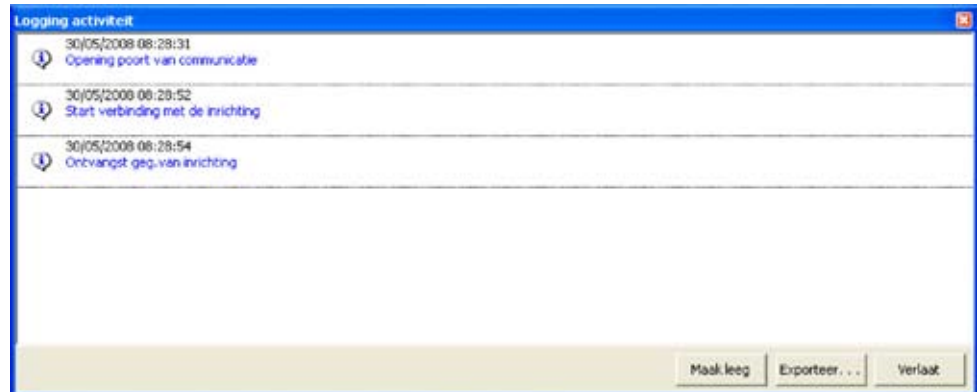 Logging activiteit
30/05/2008 08:28:31
Opening poort van communicatie
30/05/2008 08:28:52
Start verbinding met de inrichting
30/05/2008 08:28:54
Ontvangst geg.van inrichting
Maak leeg Exporteer. . . Verlaat